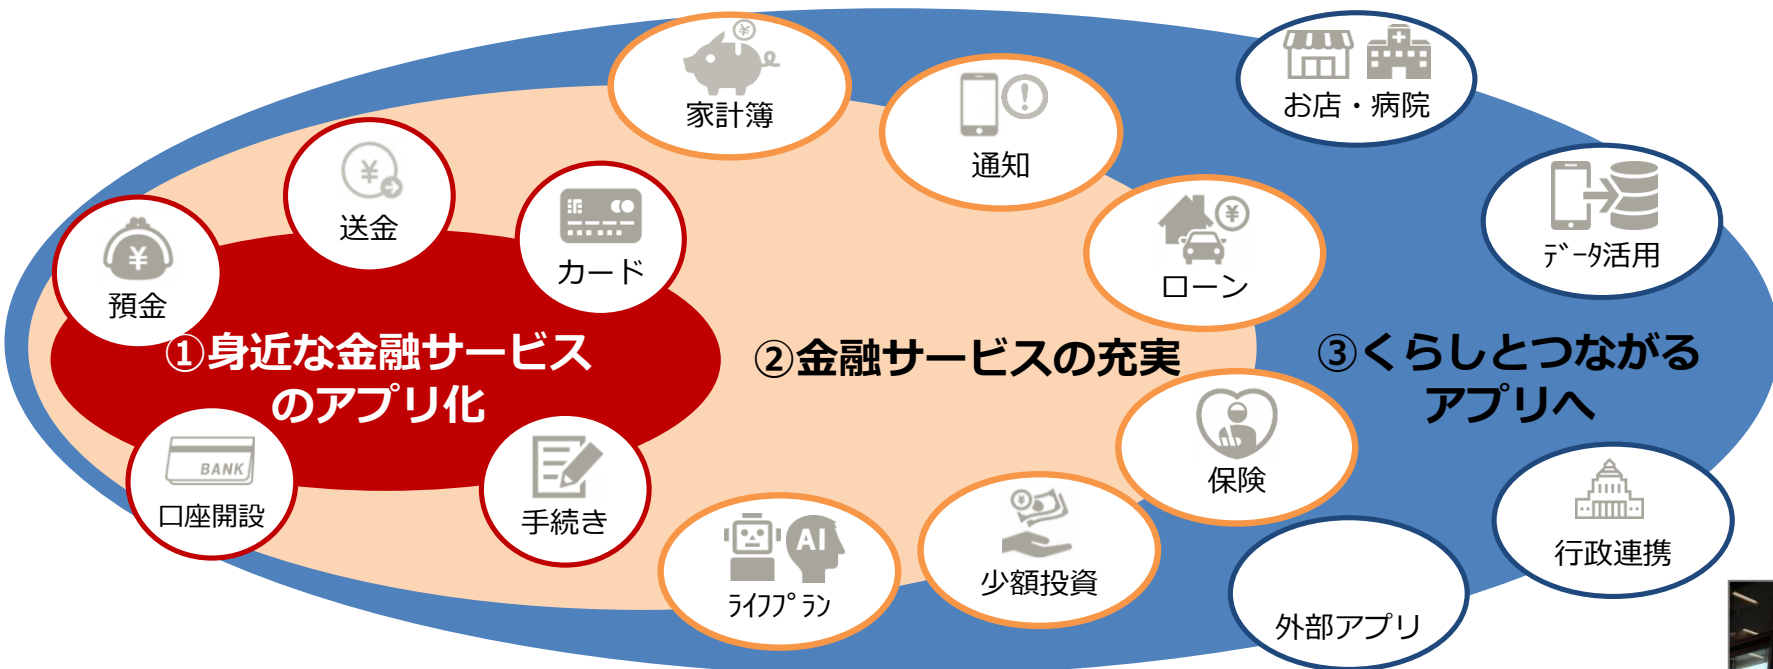 家計簿
通知
お店・病院
送金
カード
預金
ローン
ﾃﾞｰﾀ活用
①身近な金融サービス
のアプリ化
②金融サービスの充実
③くらしとつながる
アプリへ
BANK
口座開設
手続き
AI
ﾗｲﾌﾌﾟﾗﾝ
少額投資
保険
外部アプリ
行政連携